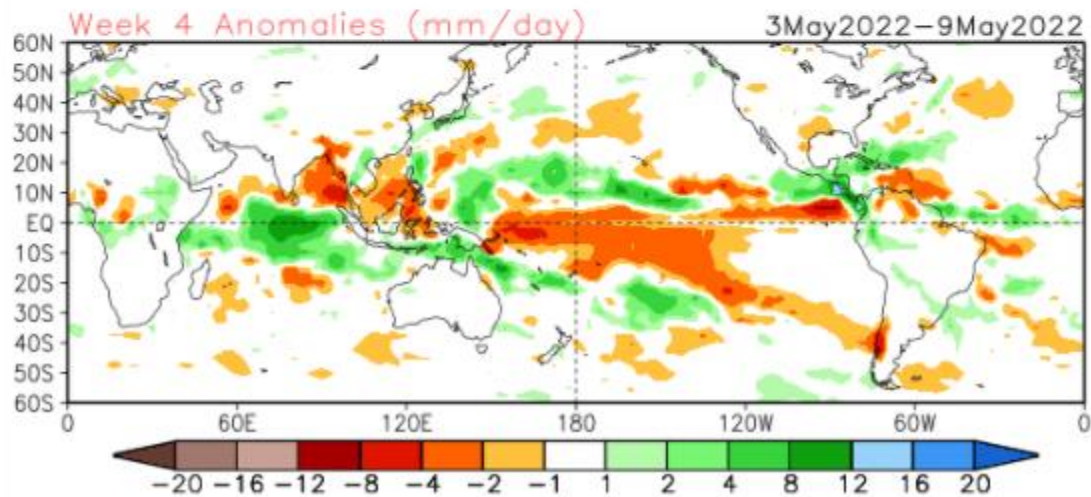 Week 4 Anomalies (mm/day) 3May2022−9May2022
60N
50N
40N
30N
20N
10N
EQ
10S
20S
30S
40S
50S
60S
0 60E 120E 180 120W 60W 0
−20 −16 −12 −8 −4 −2 −1 1 2 4 8 12 16 20